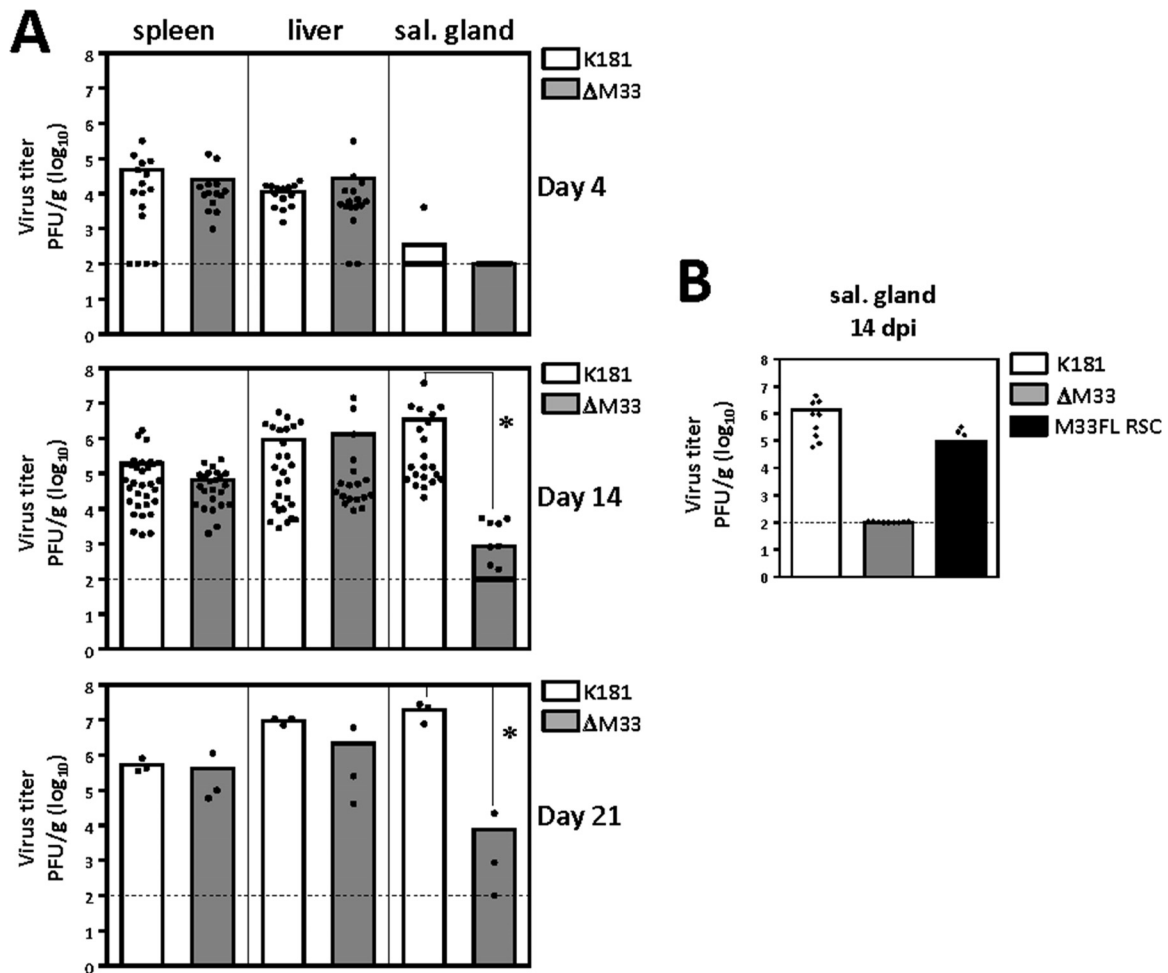 A
spleen liver sal. gland
8
7
6
5
4
3
2
1
0
Virus titer
PFU/g (log10)
K181
ΔM33
Day 4
8
7
6
5
4
3
2
1
0
Virus titer
PFU/g (log10)
K181
ΔM33
*
Day 14
8
7
6
5
4
3
2
1
0
Virus titer
PFU/g (log10)
K181
ΔM33
*
Day 21
B
sal. gland
14 dpi
8
7
6
5
4
3
2
1
0
Virus titer
PFU/g (log10)
K181
ΔM33
M33FL RSC